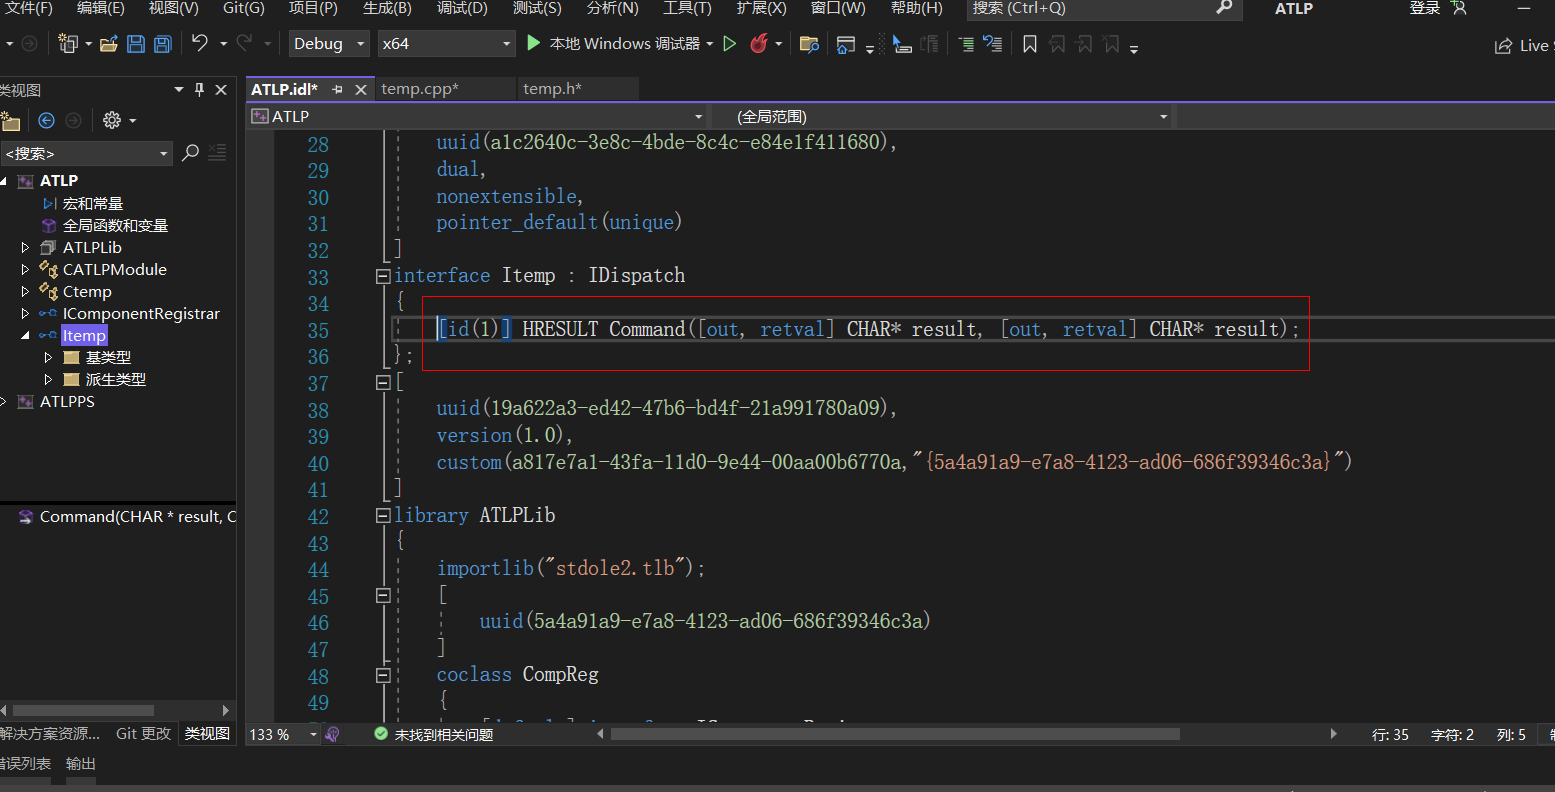 文件(F) 编辑(E) 视图(V) Git(G) 项目(P) 生成(B) 调试(D) 测试(S) 分析(N) 工具(T) 扩展(X) 窗口(W) 帮助(H) 搜索 (Ctrl+Q) ATLP 登录
Debug x64 本地 Windows 调试器 Live
类视图
ATLP.idl* temp.cpp* temp.h*
ATLP (全局范围)
<搜索>
ATLP
宏和常量
全局函数和变量
ATLPLib
CATLPModule
Ctemp
IComponentRegistrar
Itemp
基类型
派生类型
ATLPPS
Command(CHAR * result, C
解决方案资源... Git 更改 类视图
28 uuid(a1c2640c-3e8c-4bde-8c4c-e84e1f411680),
29 dual,
30 nonextensible,
31 pointer_default(unique)
32 ]
33 interface Itemp : IDispatch
34 {
35 [id(1)] HRESULT Command([out, retval] CHAR* result, [out, retval] CHAR* result);
36 };
37 [
38 uuid(19a622a3-ed42-47b6-bd4f-21a991780a09),
39 version(1.0),
40 custom(a817e7a1-43fa-11d0-9e44-00aa00b6770a,"{5a4a91a9-e7a8-4123-ad06-686f39346c3a}")
41 ]
42 library ATLPLib
43 {
44 importlib("stdole2.tlb");
45 [
46 uuid(5a4a91a9-e7a8-4123-ad06-686f39346c3a)
47 ]
48 coclass CompReg
49 {
133 % 未找到相关问题 行: 35 字符: 2 列: 5
错误列表 输出